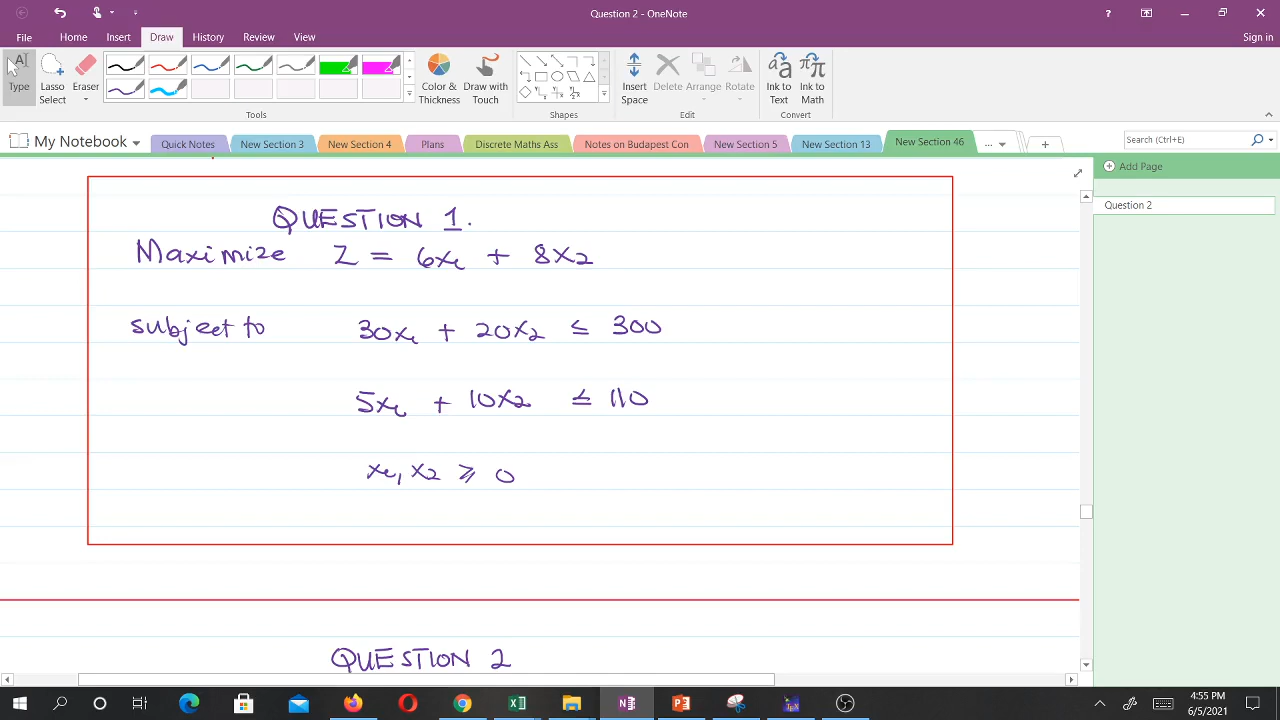 Question 2 - OneNote
File Home Insert Draw History Review View Sign in
Type
Lasso Select
Eraser
Color & Thickness
Draw with Touch
Insert Space
Delete
Arrange
Rotate
Ink to Text
Ink to Math
Tools Shapes Edit Convert
My Notebook Quick Notes New Section 3 New Section 4 Plans Discrete Maths Ass Notes on Budapest Con New Section 5 New Section 13 New Section 46 ... + Search (Ctrl+E)
Add Page
Question 2
QUESTION 1.
Maximize Z = 6x₁ + 8x₂
subject to 30x₁ + 20x₂ ≤ 300
5x₁ + 10x₂ ≤ 110
x₁, x₂ ≥ 0
QUESTION 2
4:55 PM
6/5/2021